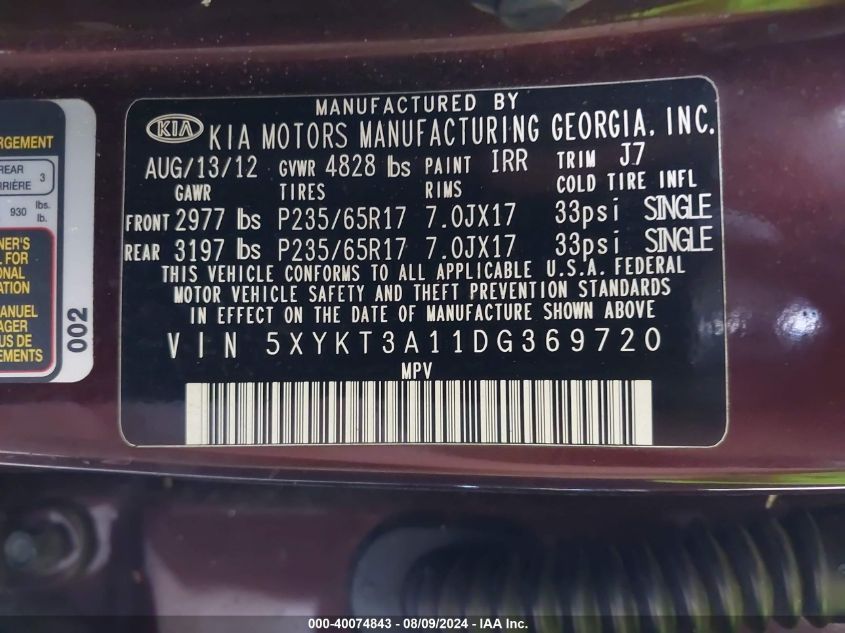 MANUFACTURED BY
KIA KIA MOTORS MANUFACTURING GEORGIA, INC.
AUG/13/12 GVWR 4828 lbs PAINT IRR TRIM J7
GAWR TIRES RIMS COLD TIRE INFL
FRONT 2977 lbs P235/65R17 7.0JX17 33psi SINGLE
REAR 3197 lbs P235/65R17 7.0JX17 33psi SINGLE
THIS VEHICLE CONFORMS TO ALL APPLICABLE U.S.A. FEDERAL
MOTOR VEHICLE SAFETY AND THEFT PREVENTION STANDARDS
IN EFFECT ON THE DATE OF MANUFACTURE SHOWN ABOVE
VIN 5XYKT3A11DG369720
MPV
REAR 3
930 lbs.
lb.
FOR
MANUEL
002
000-40074843 - 08/09/2024 - IAA Inc.